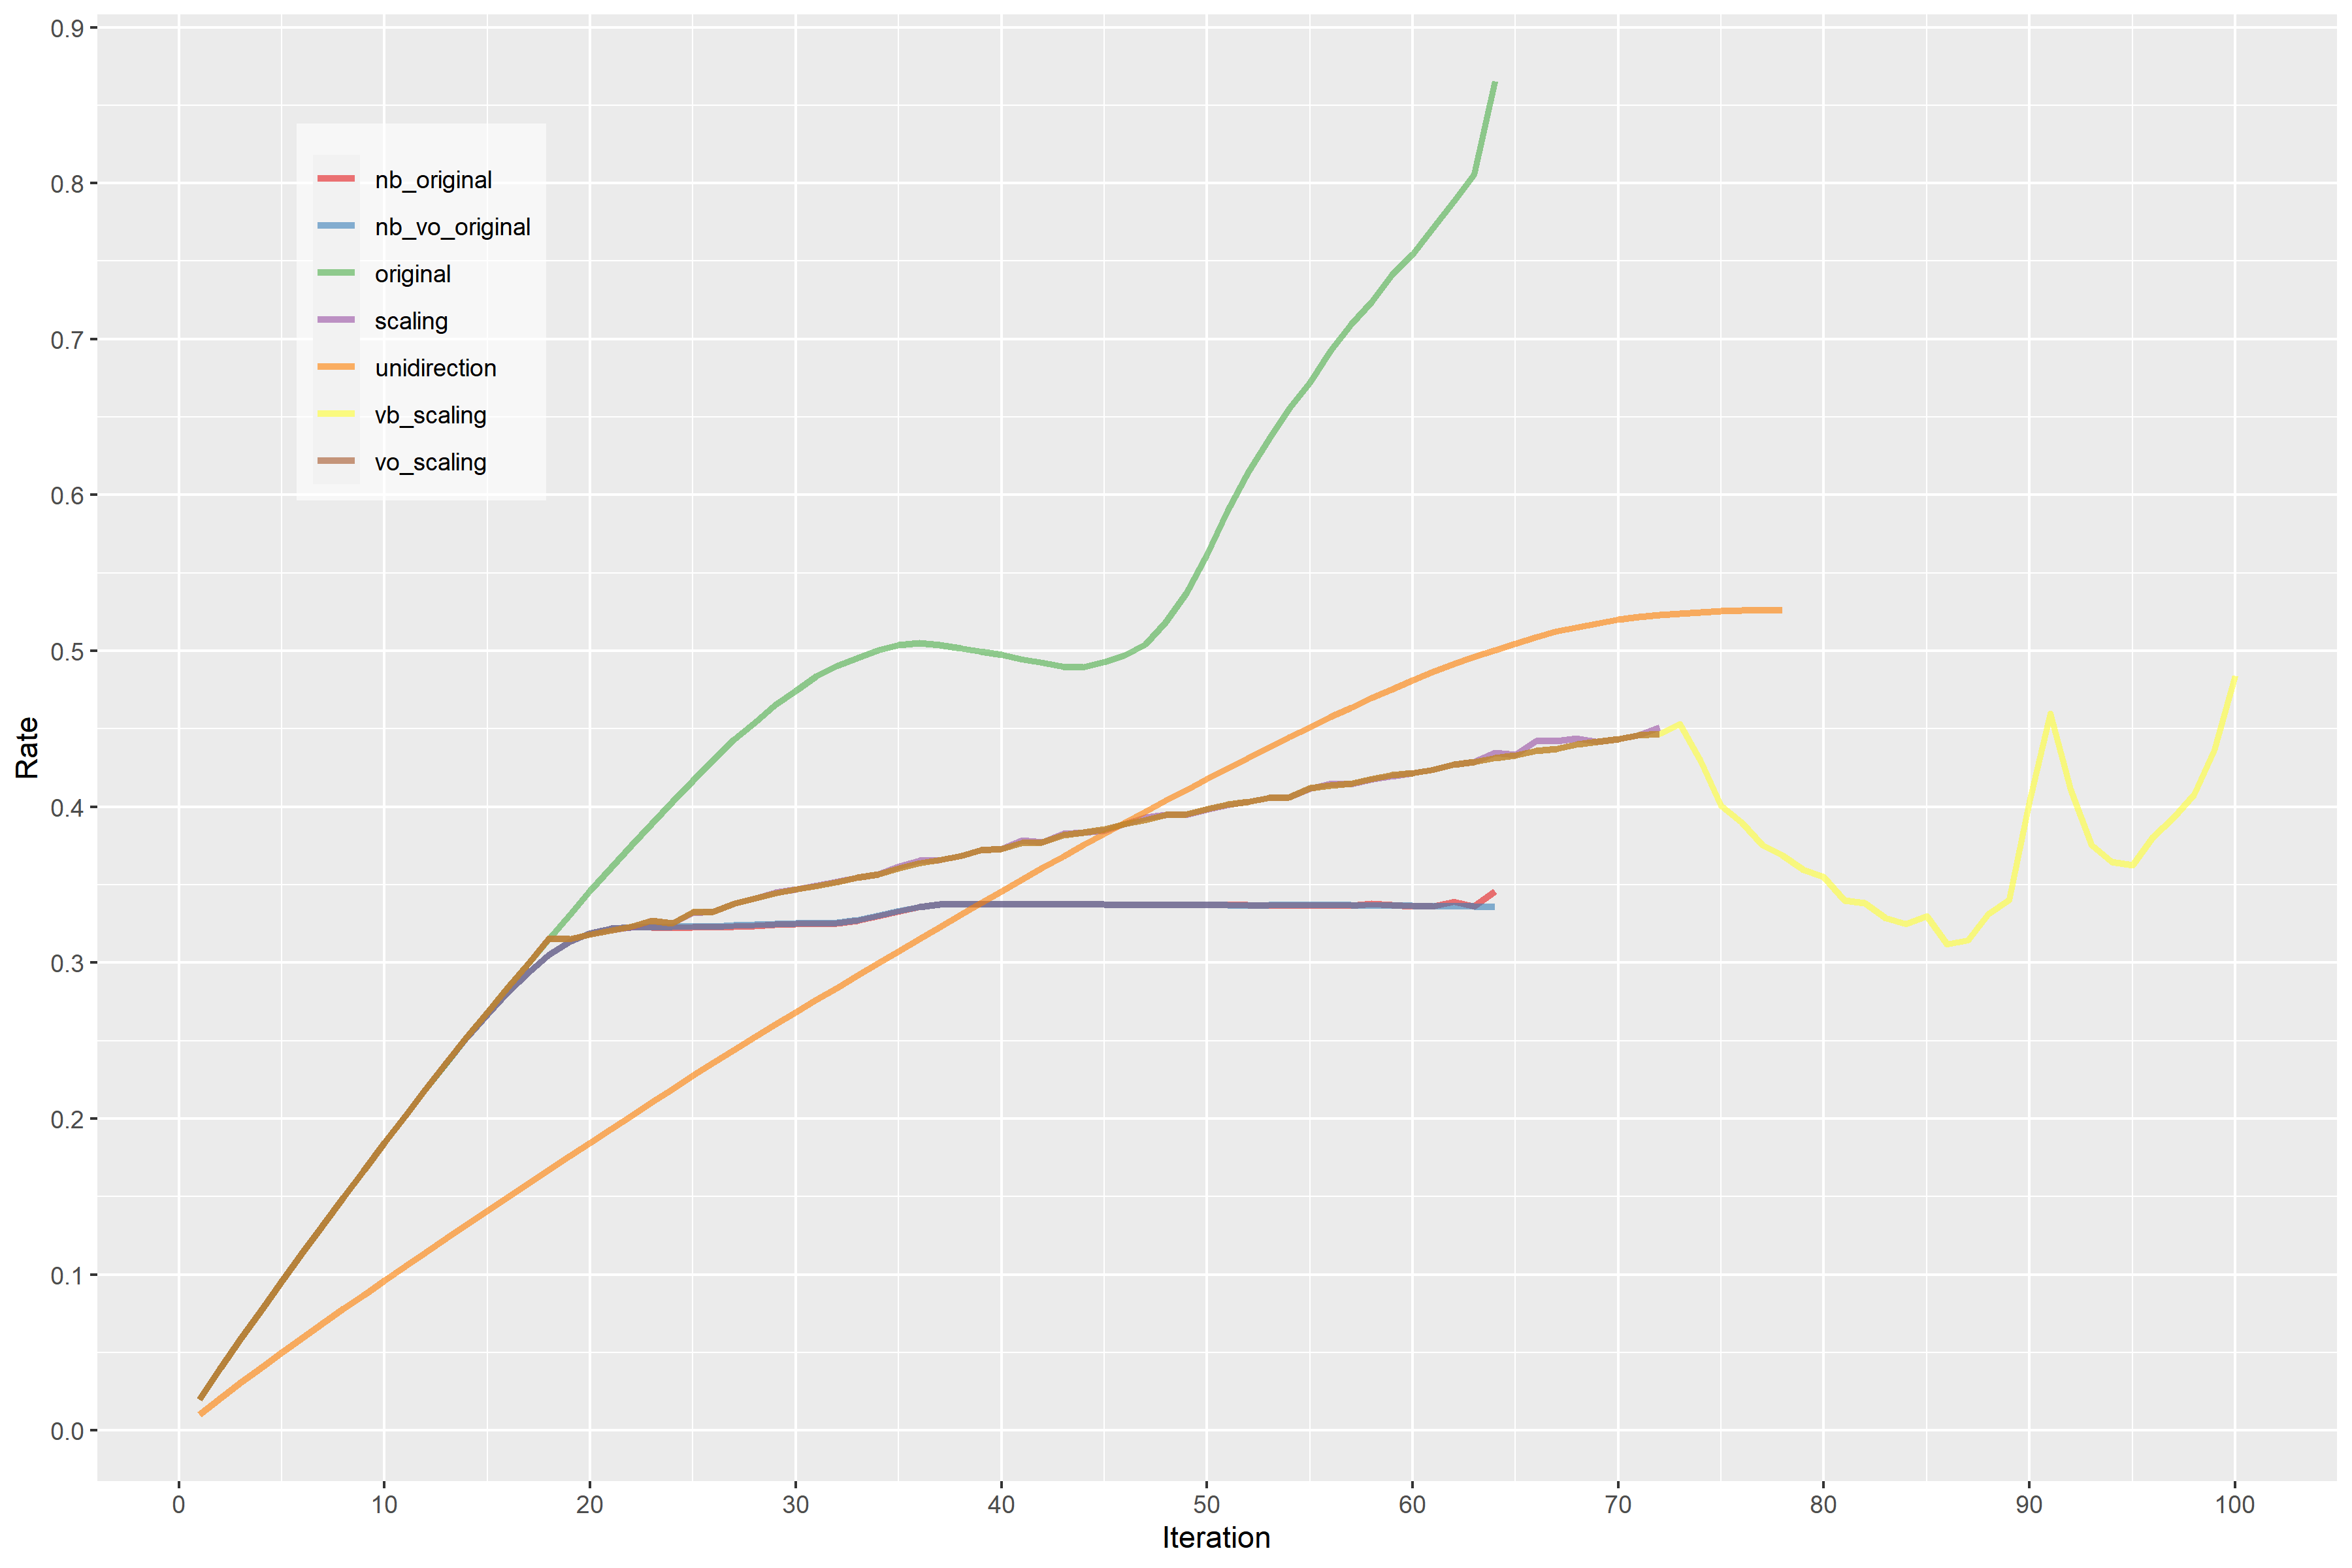 0.9
0.8
0.7
0.6
0.5
0.4
0.3
0.2
0.1
0.0
Rate
nb_original
nb_vo_original
original
scaling
unidirection
vb_scaling
vo_scaling
0 10 20 30 40 50 60 70 80 90 100
Iteration